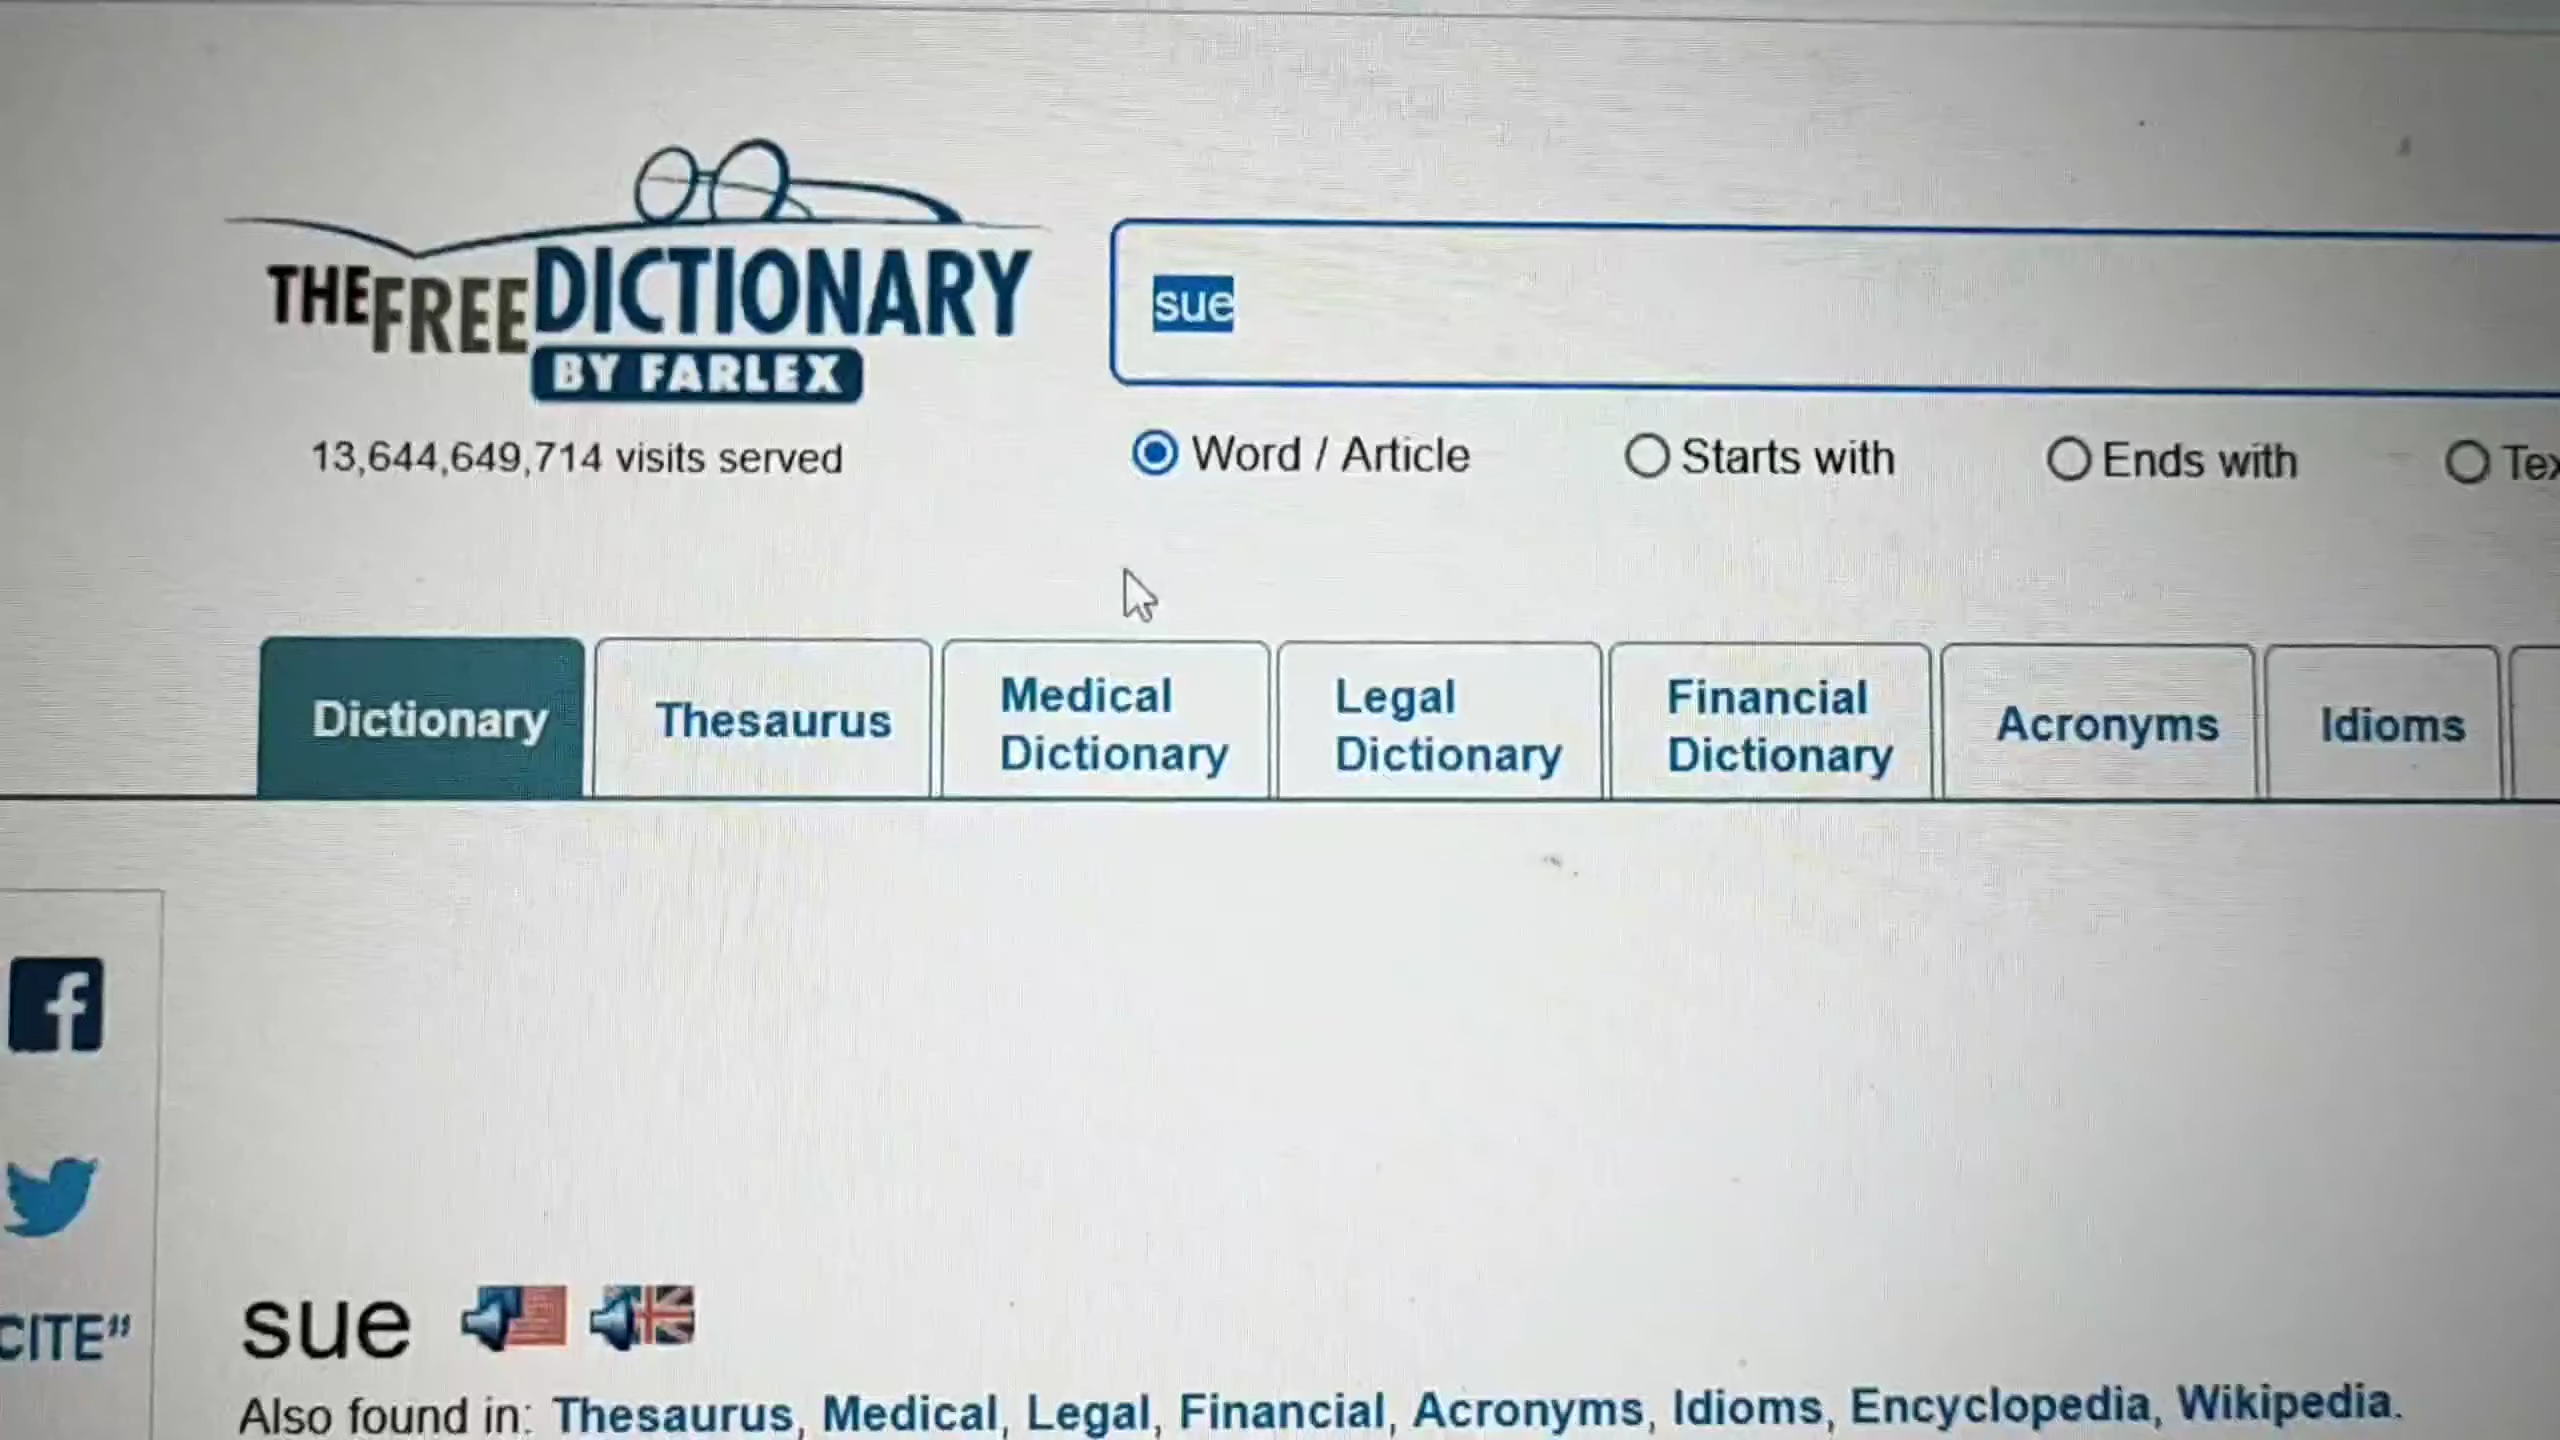 THE FREE DICTIONARY
BY FARLEX
13,644,649,714 visits served
sue
Word / Article Starts with Ends with
Dictionary Thesaurus Medical Dictionary Legal Dictionary Financial Dictionary Acronyms Idioms
CITE"
sue
Also found in: Thesaurus, Medical, Legal, Financial, Acronyms, Idioms, Encyclopedia, Wikipedia.